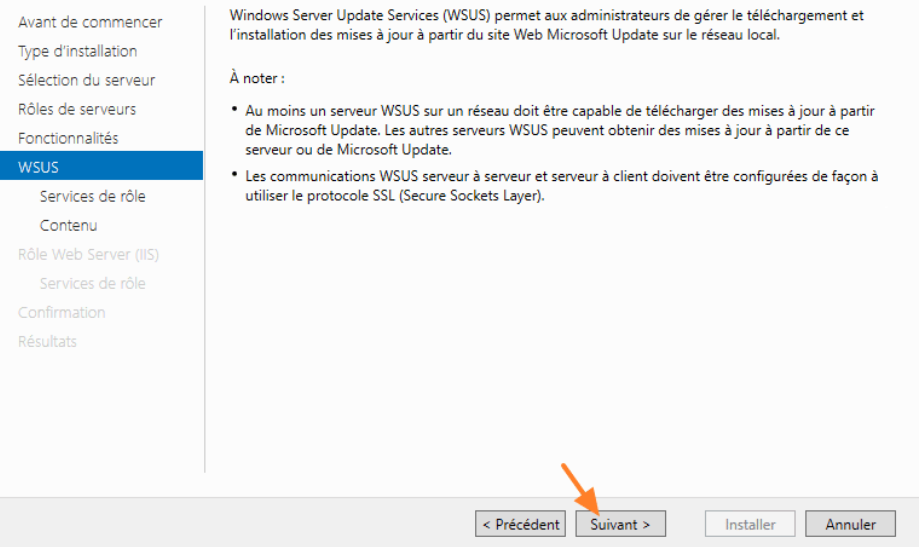 Avant de commencer
Type d'installation
Sélection du serveur
Rôles de serveurs
Fonctionnalités
WSUS
Services de rôle
Contenu
Rôle Web Server (IIS)
Services de rôle
Confirmation
Résultats
Windows Server Update Services (WSUS) permet aux administrateurs de gérer le téléchargement et
l'installation des mises à jour à partir du site Web Microsoft Update sur le réseau local.
À noter :
• Au moins un serveur WSUS sur un réseau doit être capable de télécharger des mises à jour à partir
de Microsoft Update. Les autres serveurs WSUS peuvent obtenir des mises à jour à partir de ce
serveur ou de Microsoft Update.
• Les communications WSUS serveur à serveur et serveur à client doivent être configurées de façon à
utiliser le protocole SSL (Secure Sockets Layer).
< Précédent
Suivant >
Installer
Annuler